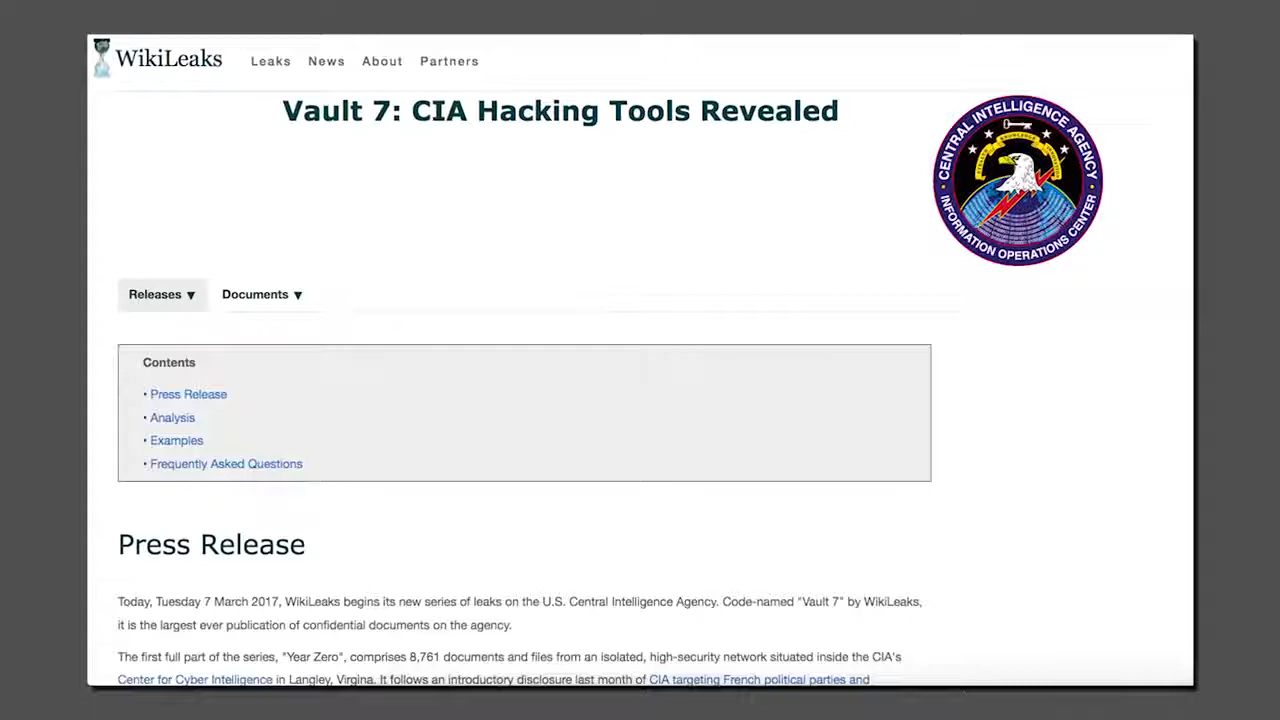 WikiLeaks
Leaks News About Partners
Vault 7: CIA Hacking Tools Revealed
CENTRAL INTELLIGENCE AGENCY
INFORMATION OPERATIONS CENTER
Releases ▼ Documents ▼
Contents
• Press Release
• Analysis
• Examples
• Frequently Asked Questions
Press Release
Today, Tuesday 7 March 2017, WikiLeaks begins its new series of leaks on the U.S. Central Intelligence Agency. Code-named "Vault 7" by WikiLeaks,
it is the largest ever publication of confidential documents on the agency.
The first full part of the series, "Year Zero", comprises 8,761 documents and files from an isolated, high-security network situated inside the CIA's
Center for Cyber Intelligence in Langley, Virgina. It follows an introductory disclosure last month of CIA targeting French political parties and